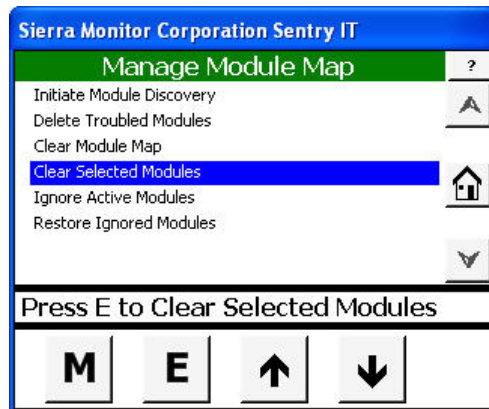 Sierra Monitor Corporation Sentry IT
Manage Module Map
?
Initiate Module Discovery
Delete Troubled Modules
Clear Module Map
Clear Selected Modules
Ignore Active Modules
Restore Ignored Modules
Press E to Clear Selected Modules
M E